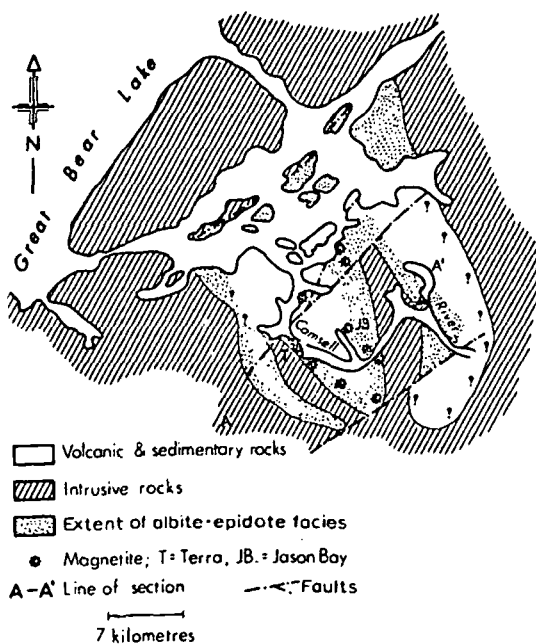 N
Great Bear Lake
A'
JB
Camsell
River
T
A
Volcanic & sedimentary rocks
Intrusive rocks
Extent of albite-epidote facies
Magnetite; T = Terra, JB. = Jason Bay
A-A' Line of section Faults
7 kilometres